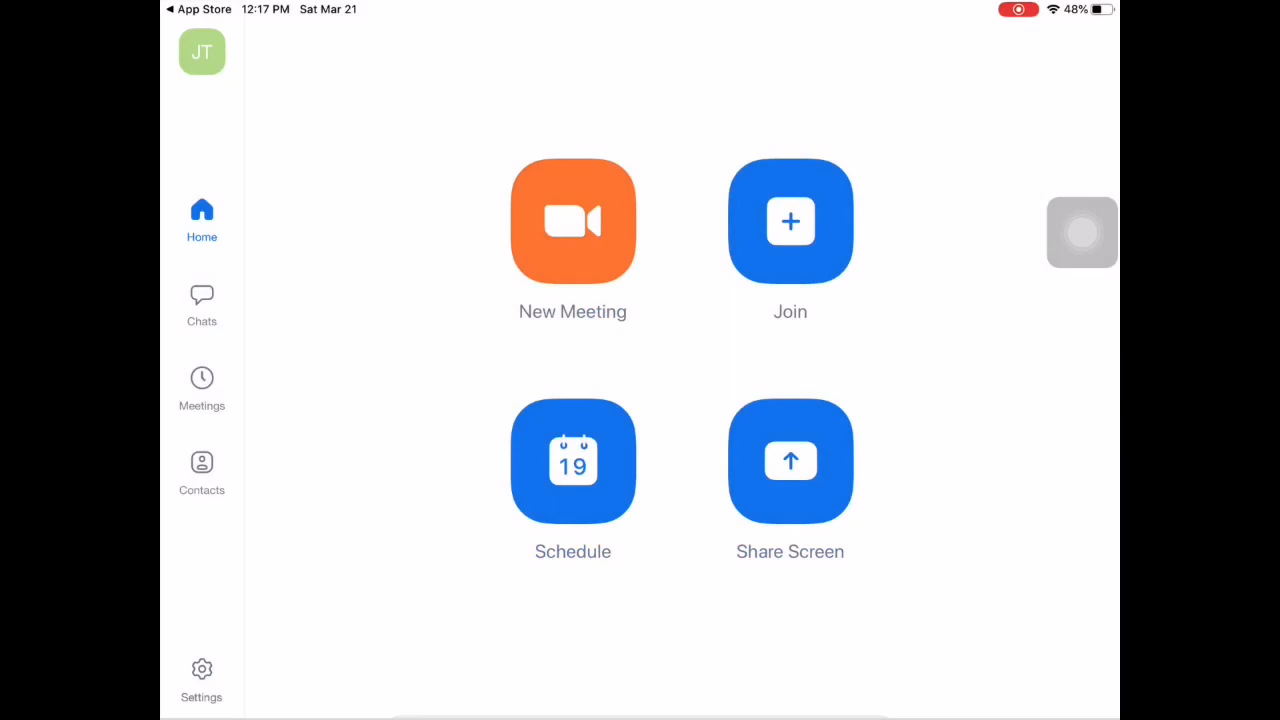 App Store 12:17 PM Sat Mar 21 48%
JT
Home
Chats
Meetings
Contacts
Settings
New Meeting
Join
19
Schedule
Share Screen